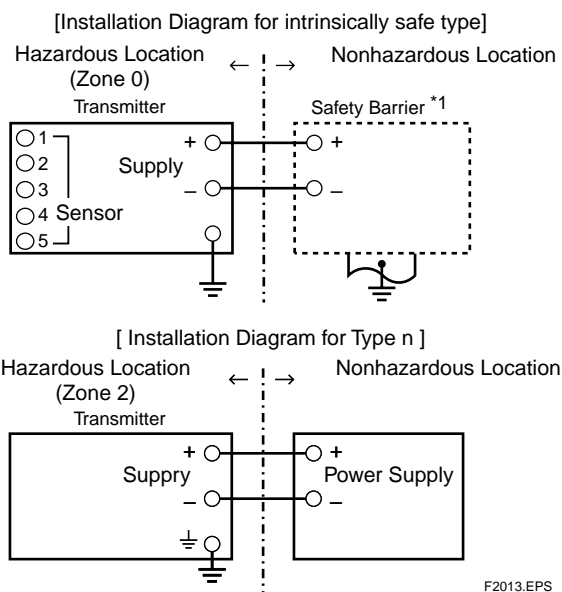 [Installation Diagram for intrinsically safe type]
Hazardous Location ← → Nonhazardous Location
(Zone 0)
Transmitter Safety Barrier *1
1 + +
2 Supply
3 – –
4 Sensor
5
[ Installation Diagram for Type n ]
Hazardous Location ← → Nonhazardous Location
(Zone 2)
Transmitter
+ +
Suppry Power Supply
– –
F2013.EPS